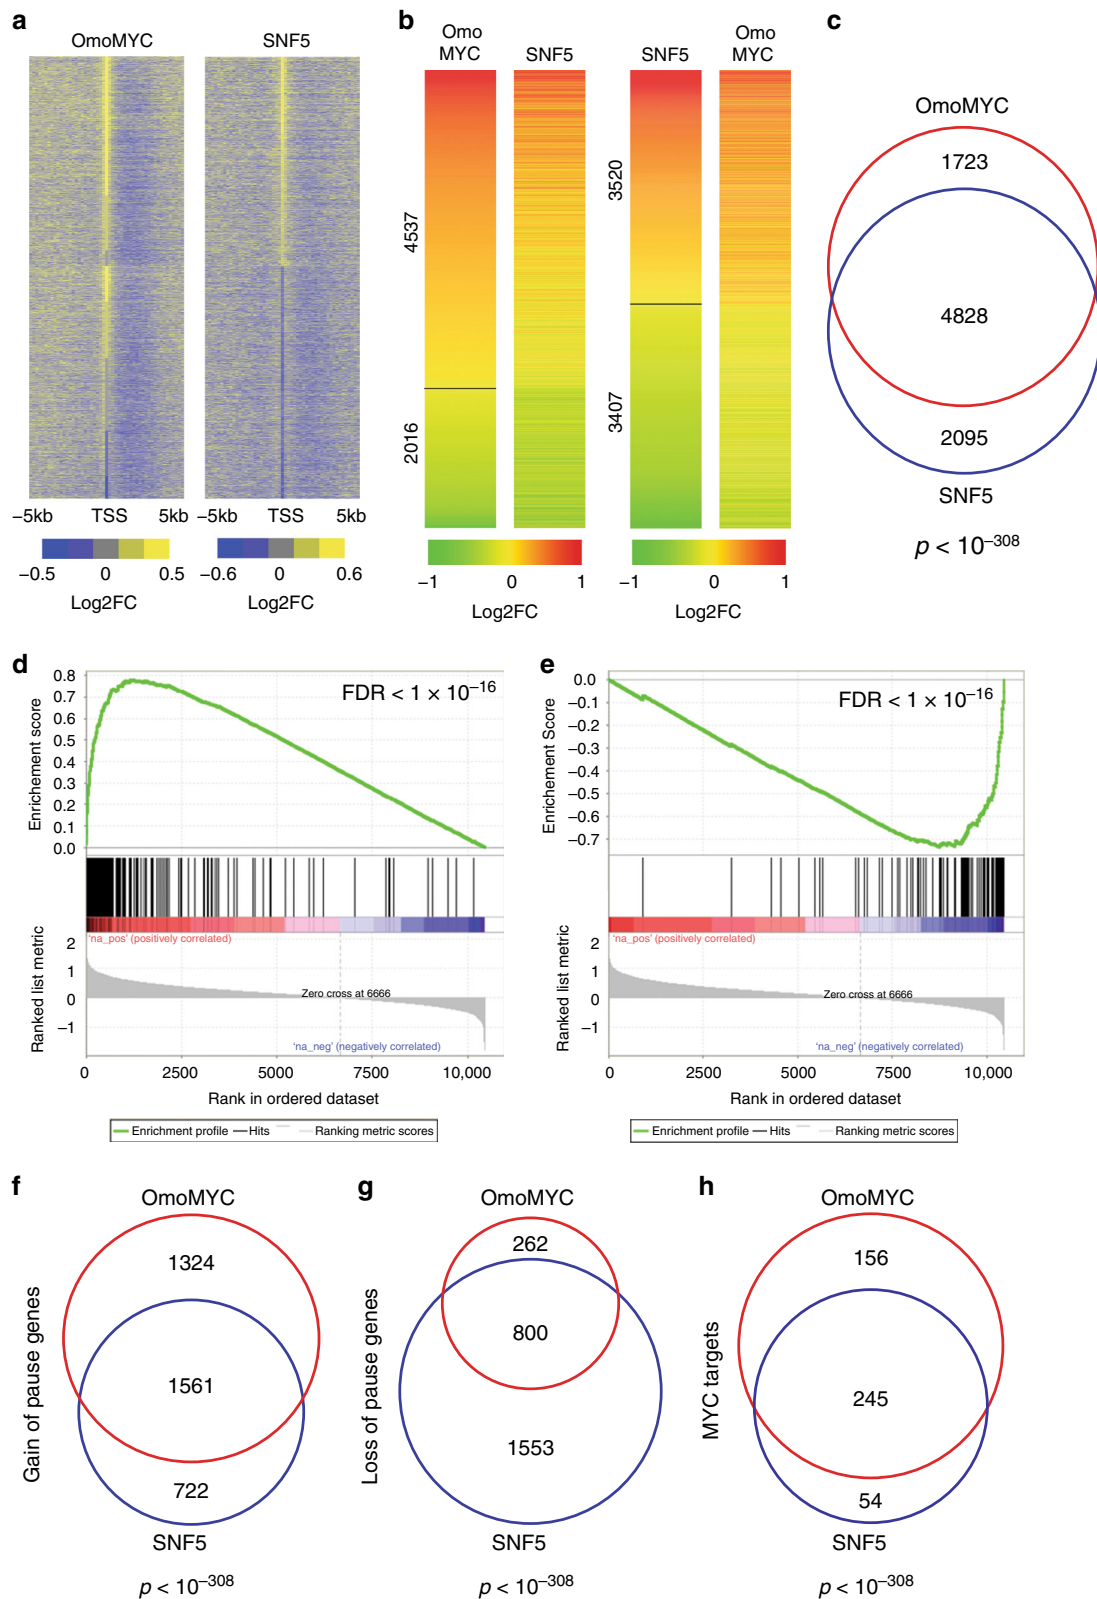 a
OmoMYC
SNF5
−5kb
TSS
5kb
−5kb
TSS
5kb
−0.5
0
0.5
−0.6
0
0.6
Log2FC
Log2FC
b
Omo
MYC
SNF5
SNF5
Omo
MYC
4537
2016
3520
3407
−1
0
1
−1
0
1
Log2FC
Log2FC
c
OmoMYC
1723
4828
2095
SNF5
p < 10⁻³⁰⁸
d
Enrichement score
0.8
0.7
0.6
0.5
0.4
0.3
0.2
0.1
0.0
FDR < 1 × 10⁻¹⁶
Ranked list metric
2
1
0
−1
'na_pos' (positively correlated)
Zero cross at 6666
'na_neg' (negatively correlated)
0
2500
5000
7500
10,000
Rank in ordered dataset
Enrichment profile
Hits
Ranking metric scores
e
Enrichement Score
0.0
−0.1
−0.2
−0.3
−0.4
−0.5
−0.6
−0.7
FDR < 1 × 10⁻¹⁶
Ranked list metric
2
1
0
−1
'na_pos' (positively correlated)
Zero cross at 6666
'na_neg' (negatively correlated)
0
2500
5000
7500
10,000
Rank in ordered dataset
Enrichment profile
Hits
Ranking metric scores
f
Gain of pause genes
OmoMYC
1324
1561
722
SNF5
p < 10⁻³⁰⁸
g
Loss of pause genes
OmoMYC
262
800
1553
SNF5
p < 10⁻³⁰⁸
h
MYC targets
OmoMYC
156
245
54
SNF5
p < 10⁻³⁰⁸